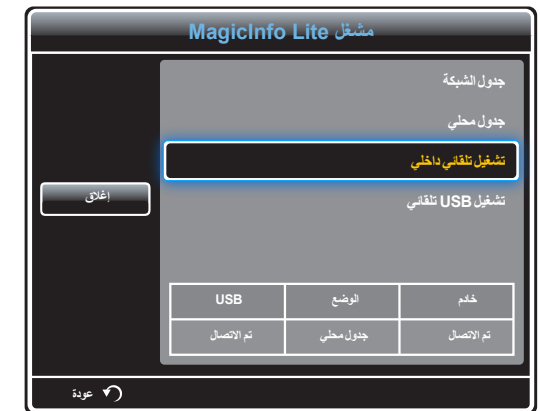 مشغل MagicInfo Lite
جدول الشبكة
جدول محلي
تشغيل تلقائي داخلي
تشغيل USB تلقائي
إغلاق
خادم الوضع USB
تم الاتصال جدول محلي تم الاتصال
عودة